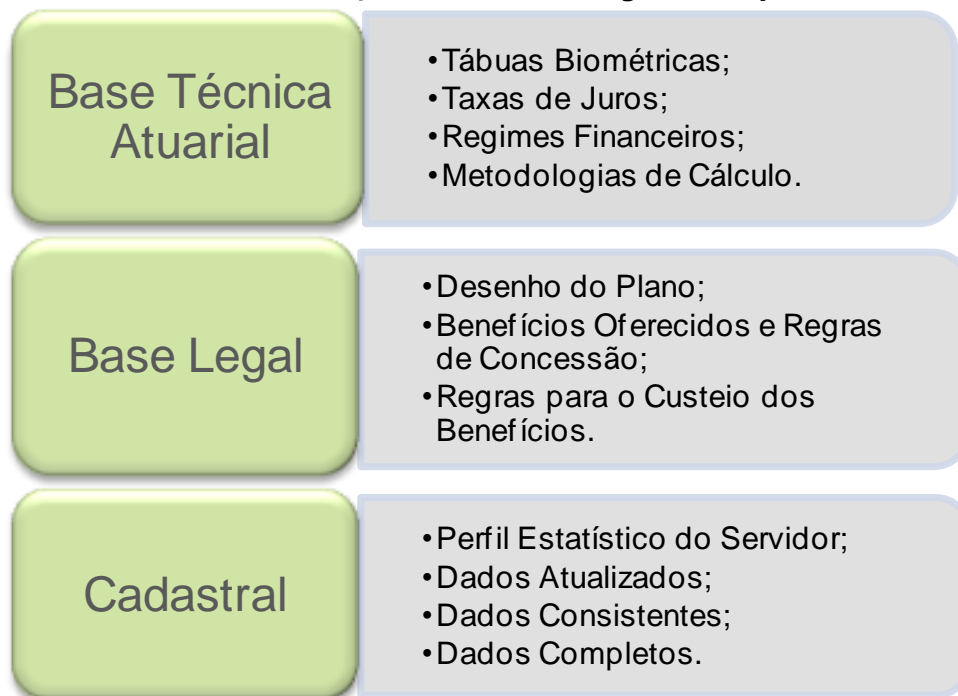 Base Técnica
Atuarial
•Tábuas Biométricas;
•Taxas de Juros;
•Regimes Financeiros;
•Metodologias de Cálculo.
Base Legal
•Desenho do Plano;
•Benefícios Oferecidos e Regras
de Concessão;
•Regras para o Custeio dos
Benefícios.
Cadastral
•Perfil Estatístico do Servidor;
•Dados Atualizados;
•Dados Consistentes;
•Dados Completos.